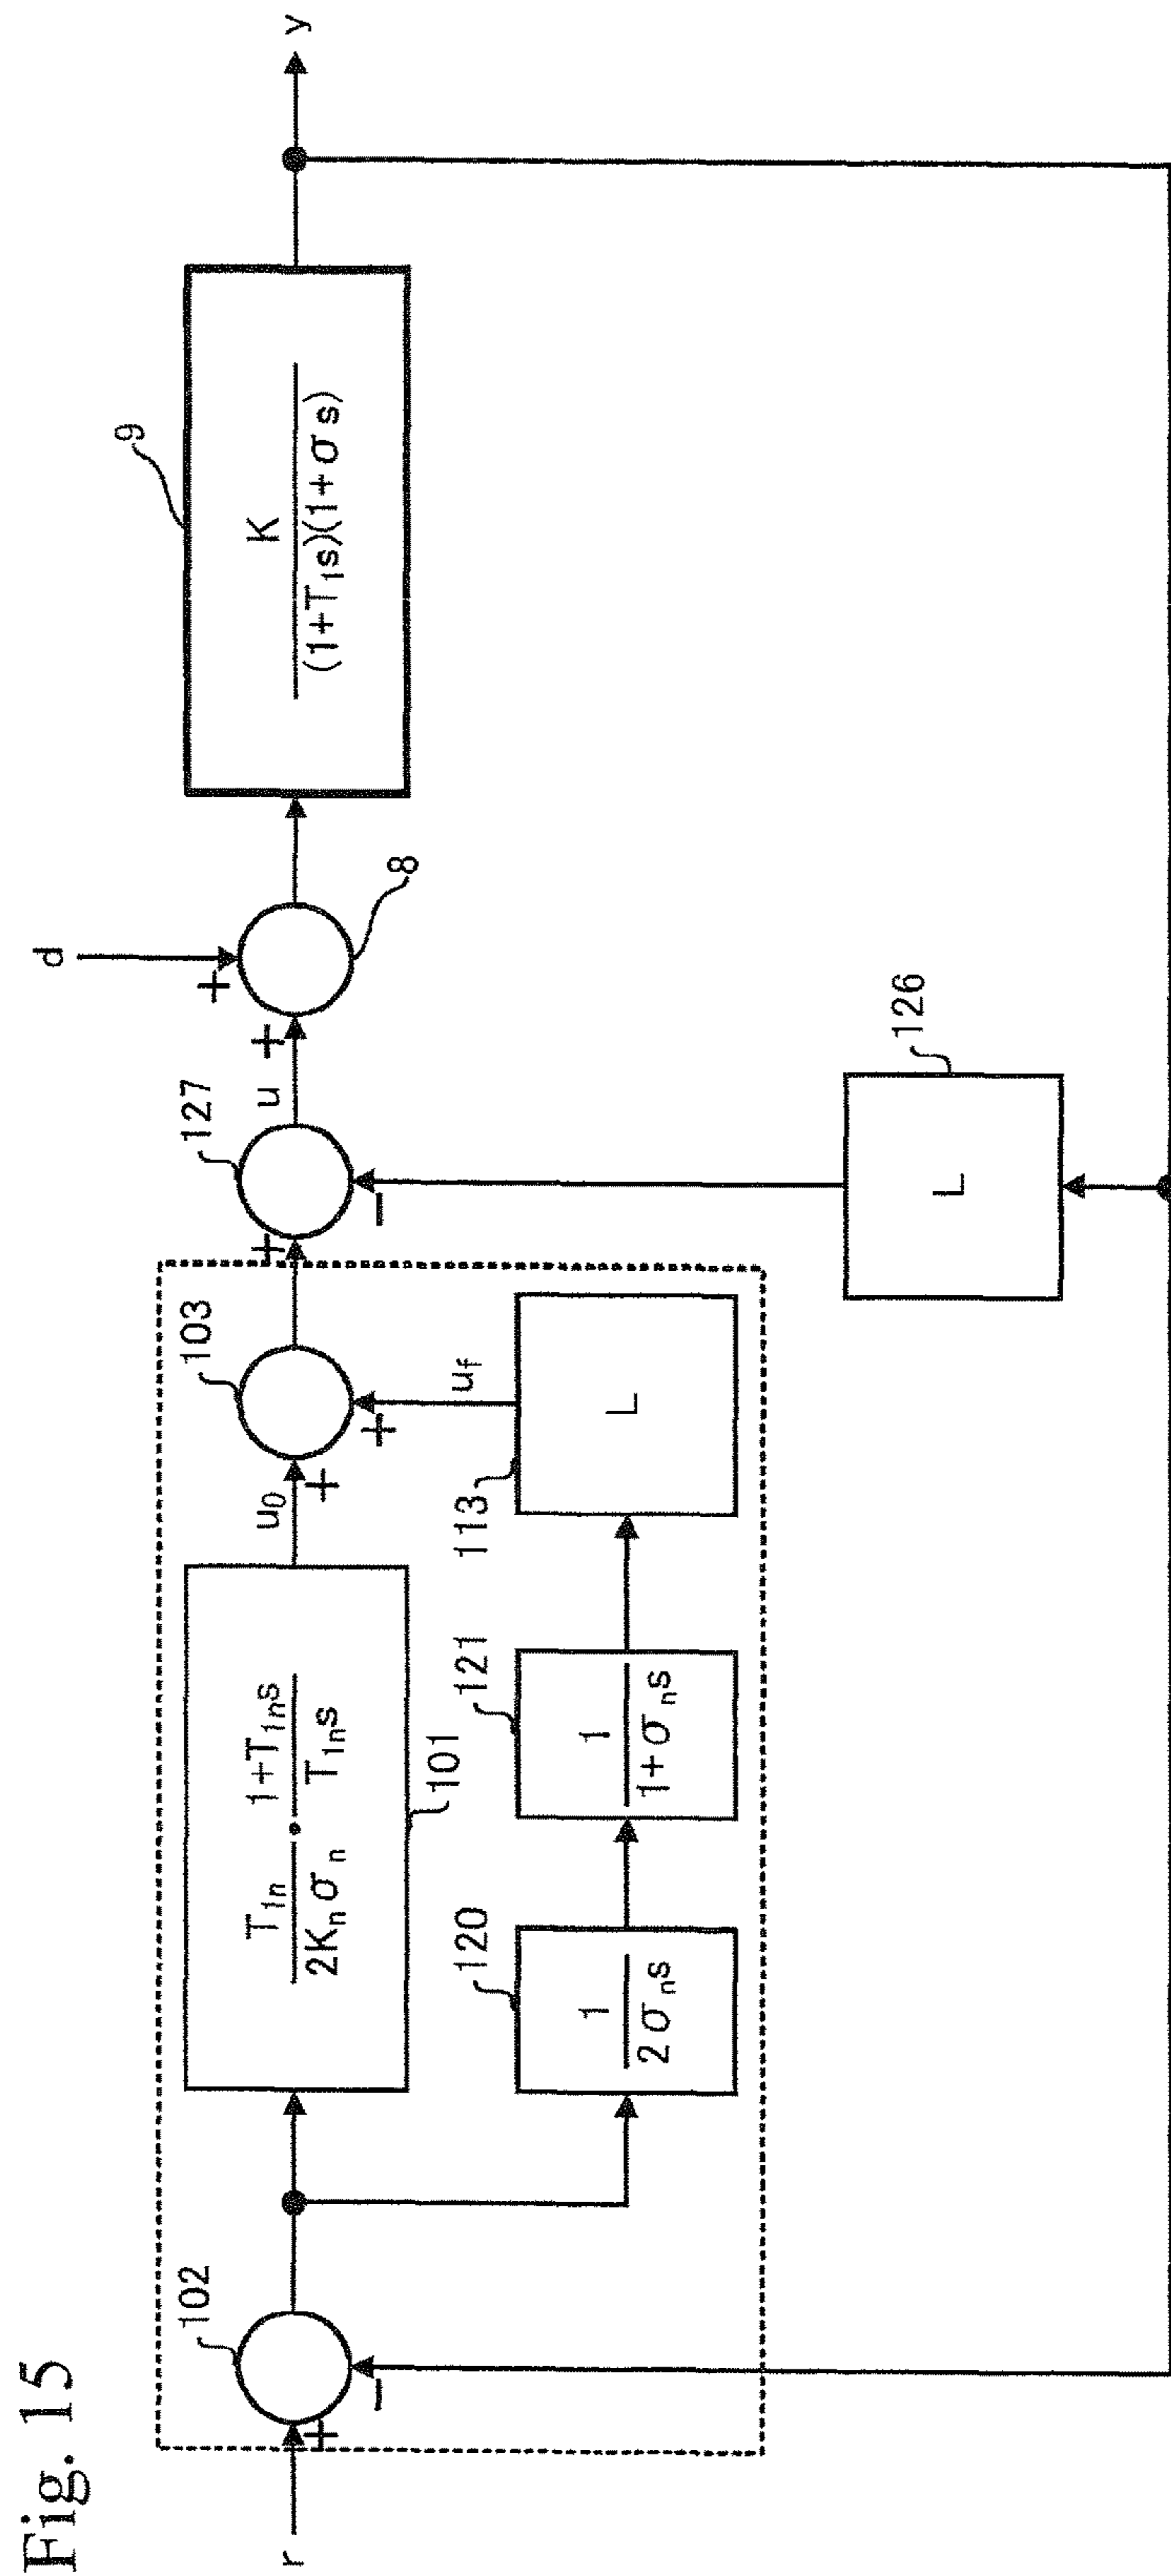 Fig. 15
r
+
−
102
T₁ₙ 1+T₁ₙs
2Kₙσₙ · T₁ₙs
101
1
2σₙs
120
1
1+σₙs
121
L
113
u₀
u_f
+
+
103
+
−
127
u
+
+
d
8
K
(1+T₁s)(1+σs)
9
L
126
y